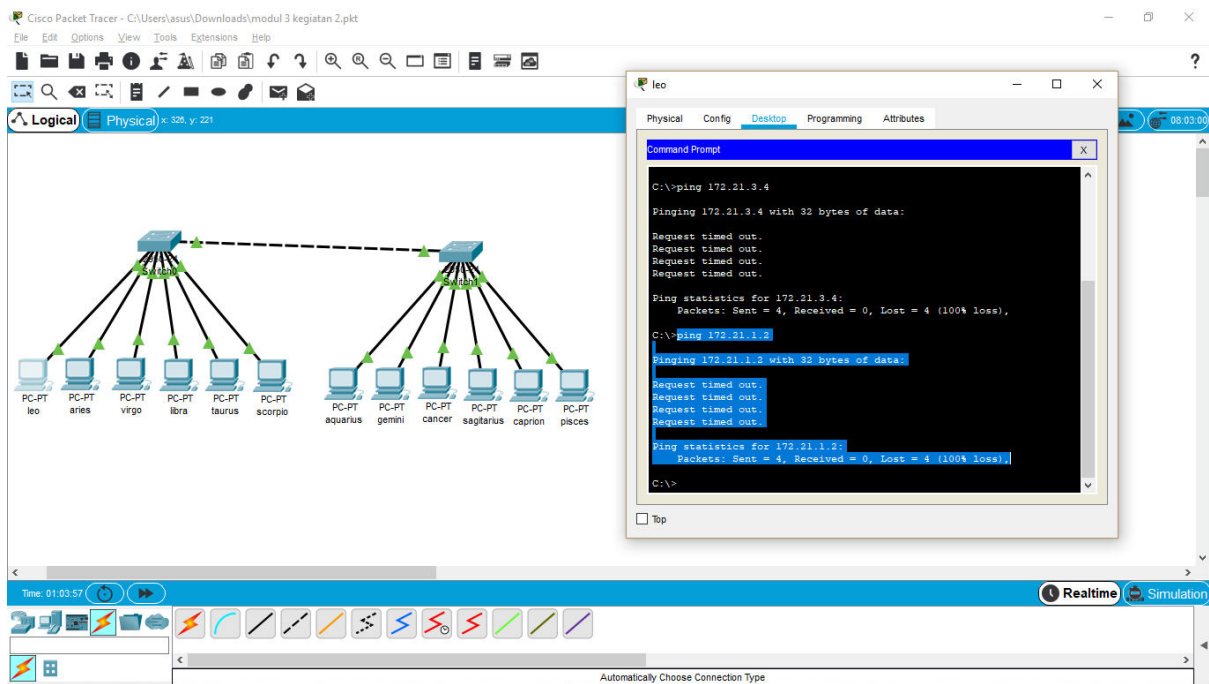 Cisco Packet Tracer - C:\Users\asus\Downloads\modul 3 kegiatan 2.pkt
File Edit Options View Tools Extensions Help
?
Logical Physical x: 328, y: 221
08:03:00
Switch0
Switch1
PC-PT
leo
PC-PT
aries
PC-PT
virgo
PC-PT
libra
PC-PT
taurus
PC-PT
scorpio
PC-PT
aquarius
PC-PT
gemini
PC-PT
cancer
PC-PT
sagitarius
PC-PT
caprion
PC-PT
pisces
leo
Physical Config Desktop Programming Attributes
Command Prompt
X
C:\>ping 172.21.3.4
Pinging 172.21.3.4 with 32 bytes of data:
Request timed out.
Request timed out.
Request timed out.
Request timed out.
Ping statistics for 172.21.3.4:
Packets: Sent = 4, Received = 0, Lost = 4 (100% loss),
C:\>ping 172.21.1.2
Pinging 172.21.1.2 with 32 bytes of data:
Request timed out.
Request timed out.
Request timed out.
Request timed out.
Ping statistics for 172.21.1.2:
Packets: Sent = 4, Received = 0, Lost = 4 (100% loss),
C:\>
Top
Time: 01:03:57
Realtime Simulation
Automatically Choose Connection Type